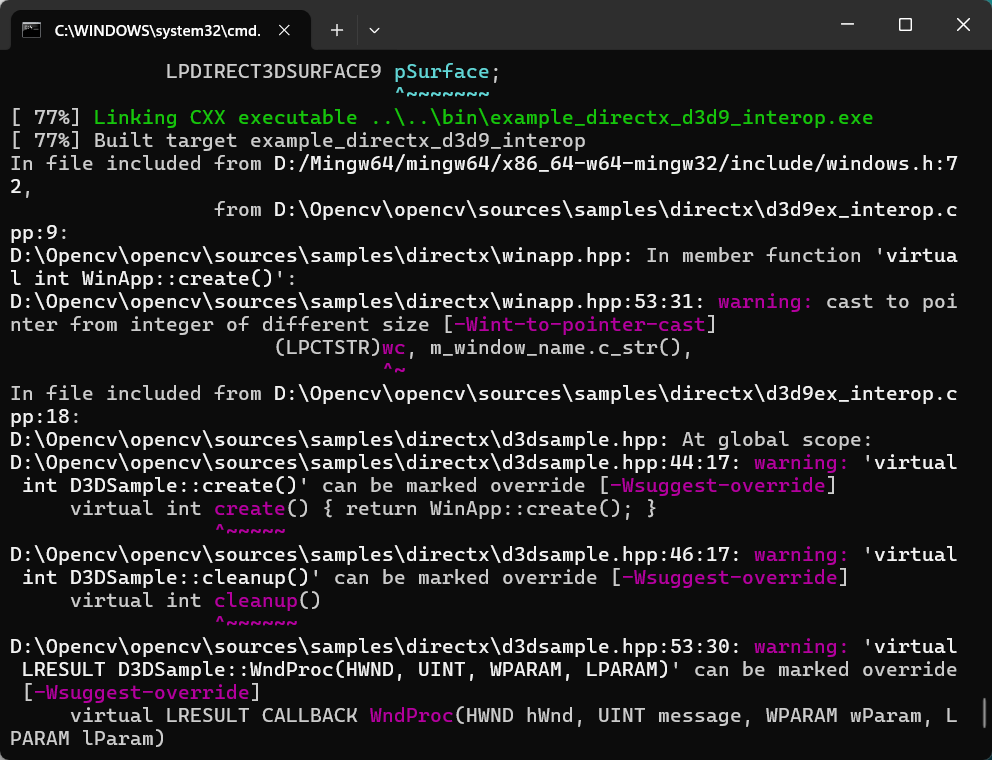 C:\WINDOWS\system32\cmd.
LPDIRECT3DSURFACE9 pSurface;
^~~~~~~~
[ 77%] Linking CXX executable ..\..\bin\example_directx_d3d9_interop.exe
[ 77%] Built target example_directx_d3d9_interop
In file included from D:/Mingw64/mingw64/x86_64-w64-mingw32/include/windows.h:7
2,
from D:\Opencv\opencv\sources\samples\directx\d3d9ex_interop.c
pp:9:
D:\Opencv\opencv\sources\samples\directx\winapp.hpp: In member function 'virtua
l int WinApp::create()':
D:\Opencv\opencv\sources\samples\directx\winapp.hpp:53:31: warning: cast to poi
nter from integer of different size [-Wint-to-pointer-cast]
(LPCTSTR)wc, m_window_name.c_str(),
^~
In file included from D:\Opencv\opencv\sources\samples\directx\d3d9ex_interop.c
pp:18:
D:\Opencv\opencv\sources\samples\directx\d3dsample.hpp: At global scope:
D:\Opencv\opencv\sources\samples\directx\d3dsample.hpp:44:17: warning: 'virtual
int D3DSample::create()' can be marked override [-Wsuggest-override]
virtual int create() { return WinApp::create(); }
^~~~~~
D:\Opencv\opencv\sources\samples\directx\d3dsample.hpp:46:17: warning: 'virtual
int D3DSample::cleanup()' can be marked override [-Wsuggest-override]
virtual int cleanup()
^~~~~~~
D:\Opencv\opencv\sources\samples\directx\d3dsample.hpp:53:30: warning: 'virtual
LRESULT D3DSample::WndProc(HWND, UINT, WPARAM, LPARAM)' can be marked override
[-Wsuggest-override]
virtual LRESULT CALLBACK WndProc(HWND hWnd, UINT message, WPARAM wParam, L
PARAM lParam)